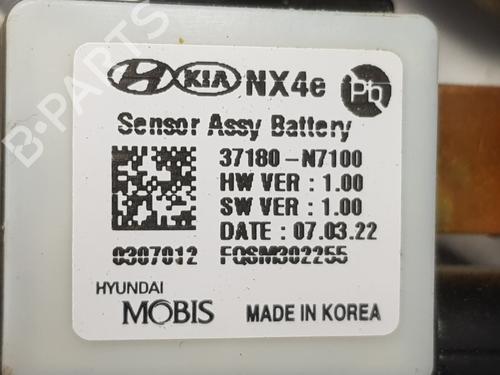 KIA NX4e Pb
Sensor Assy Battery
37180-N7100
HW VER : 1.00
SW VER : 1.00
DATE : 07.03.22
0307012 FQSM302255
HYUNDAI
MOBIS MADE IN KOREA
B-PARTS